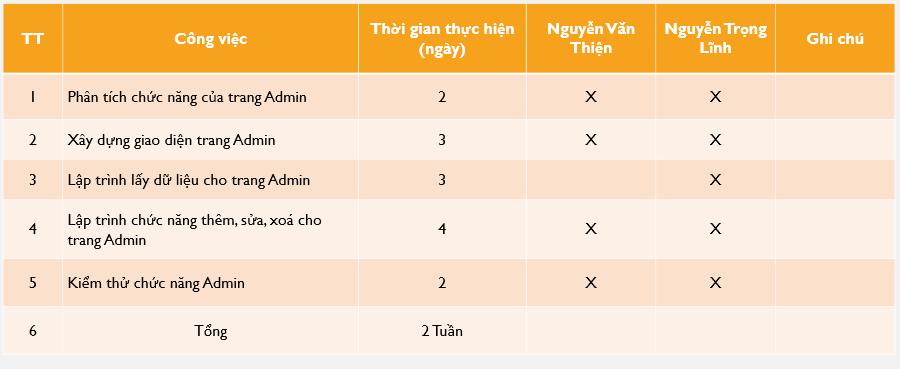 TT Công việc Thời gian thực hiện (ngày) Nguyễn Văn Thiện Nguyễn Trọng Lĩnh Ghi chú
1 Phân tích chức năng của trang Admin 2 X X
2 Xây dựng giao diện trang Admin 3 X X
3 Lập trình lấy dữ liệu cho trang Admin 3 X
4 Lập trình chức năng thêm, sửa, xoá cho trang Admin 4 X X
5 Kiểm thử chức năng Admin 2 X X
6 Tổng 2 Tuần